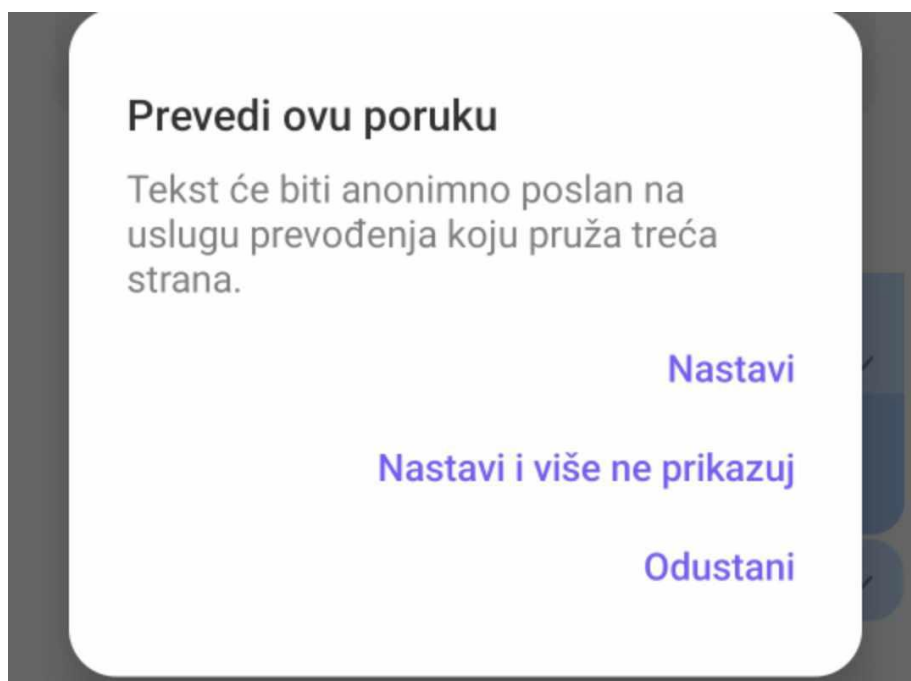 Prevedi ovu poruku
Tekst će biti anonimno poslan na
uslugu prevođenja koju pruža treća
strana.
Nastavi
Nastavi i više ne prikazuj
Odustani